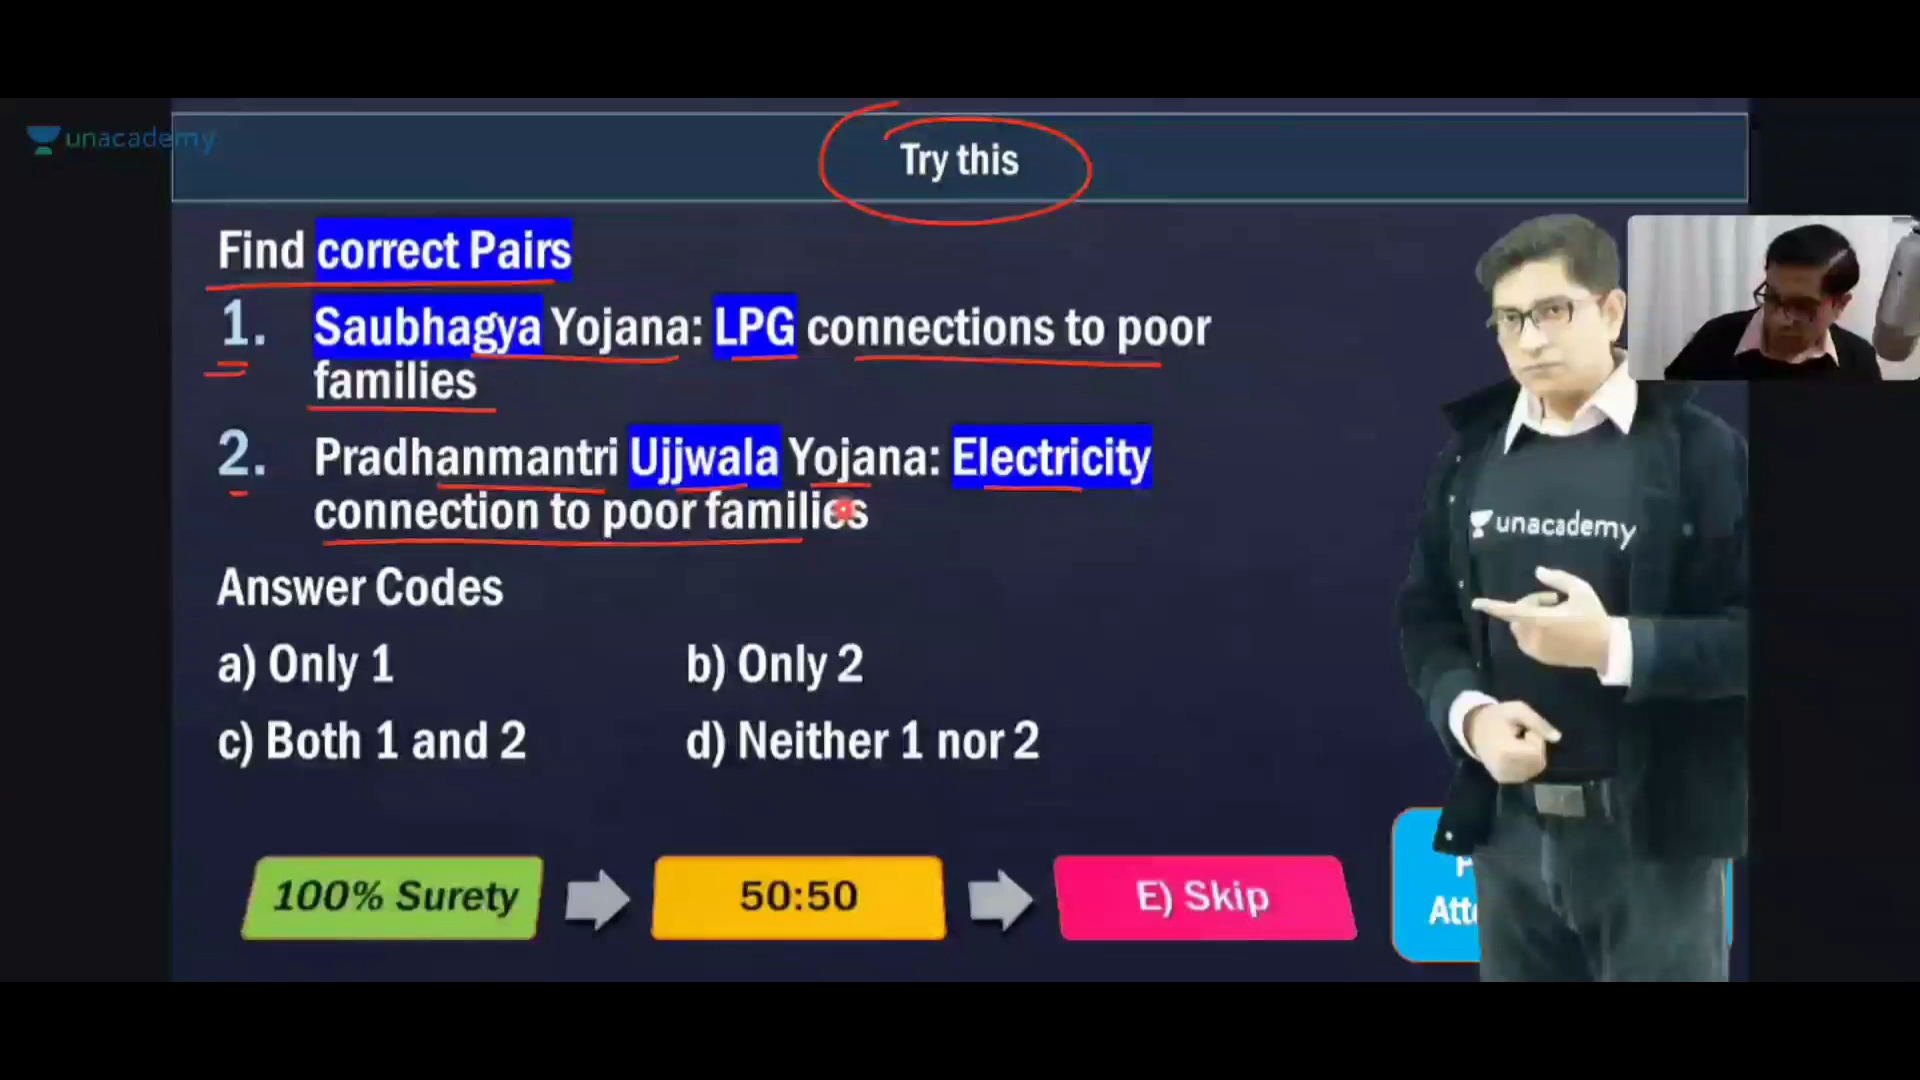 unacademy
Try this
Find correct Pairs
1. Saubhagya Yojana: LPG connections to poor
families
2. Pradhanmantri Ujjwala Yojana: Electricity
connection to poor families
unacademy
Answer Codes
a) Only 1 b) Only 2
c) Both 1 and 2 d) Neither 1 nor 2
100% Surety 50:50 E) Skip